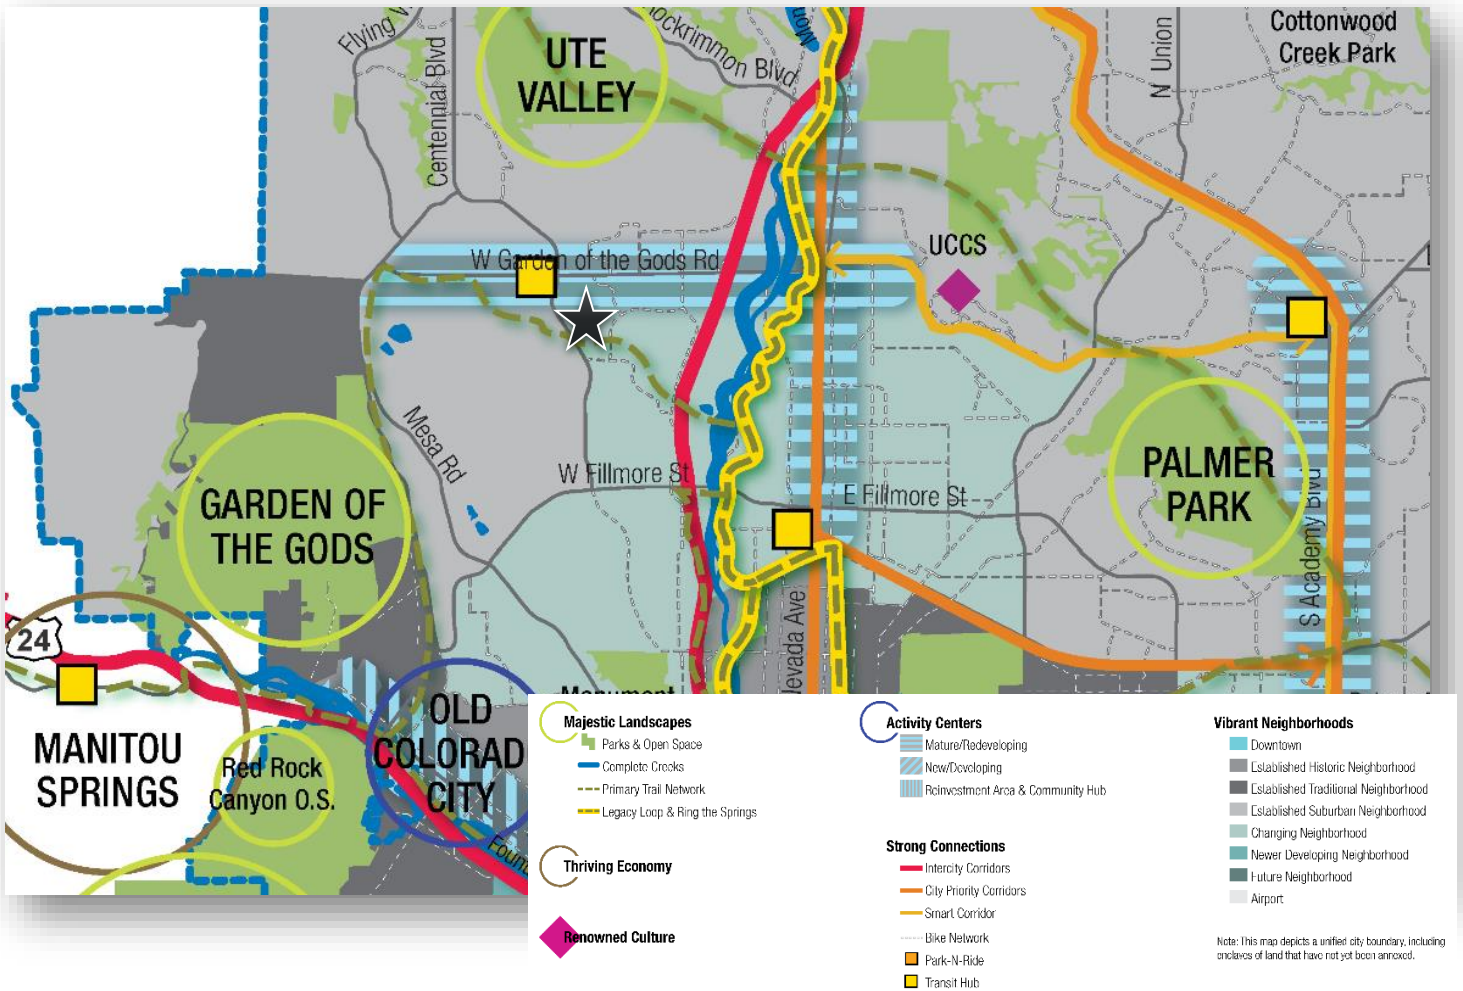 Flying
Centennial Blvd
UTE
VALLEY
ockrimmon Blvd
Mon
N Union
Cottonwood
Creek Park
W Garden of the Gods Rd
UCCS
Mesa Rd
W Fillmore St
E Fillmore St
GARDEN OF
THE GODS
PALMER
PARK
S Academy Blvd
24
evada Ave
Monument
MANITOU
SPRINGS
Red Rock
Canyon O.S.
OLD
COLORAD
CITY
Foun
Majestic Landscapes
Parks & Open Space
Complete Creeks
Primary Trail Network
Legacy Loop & Ring the Springs
Thriving Economy
Renowned Culture
Activity Centers
Mature/Redeveloping
New/Developing
Reinvestment Area & Community Hub
Strong Connections
Intercity Corridors
City Priority Corridors
Smart Corridor
Bike Network
Park-N-Ride
Transit Hub
Vibrant Neighborhoods
Downtown
Established Historic Neighborhood
Established Traditional Neighborhood
Established Suburban Neighborhood
Changing Neighborhood
Newer Developing Neighborhood
Future Neighborhood
Airport
Note: This map depicts a unified city boundary, including
enclaves of land that have not yet been annexed.